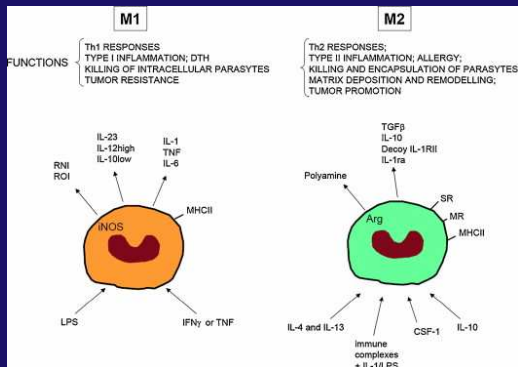 M1
M2
FUNCTIONS
Th1 RESPONSES
TYPE I INFLAMMATION; DTH
KILLING OF INTRACELLULAR PARASYTES
TUMOR RESISTANCE
Th2 RESPONSES;
TYPE II INFLAMMATION; ALLERGY;
KILLING AND ENCAPSULATION OF PARASYTES
MATRIX DEPOSITION AND REMODELLING;
TUMOR PROMOTION
RNI
ROI
IL-23
IL-12high
IL-10low
IL-1
TNF
IL-6
MHCII
iNOS
LPS
IFNγ or TNF
Polyamine
TGFβ
IL-10
Decoy IL-1RII
IL-1ra
SR
MR
MHCII
Arg
IL-4 and IL-13
immune
complexes
+ IL-1/LPS
CSF-1
IL-10